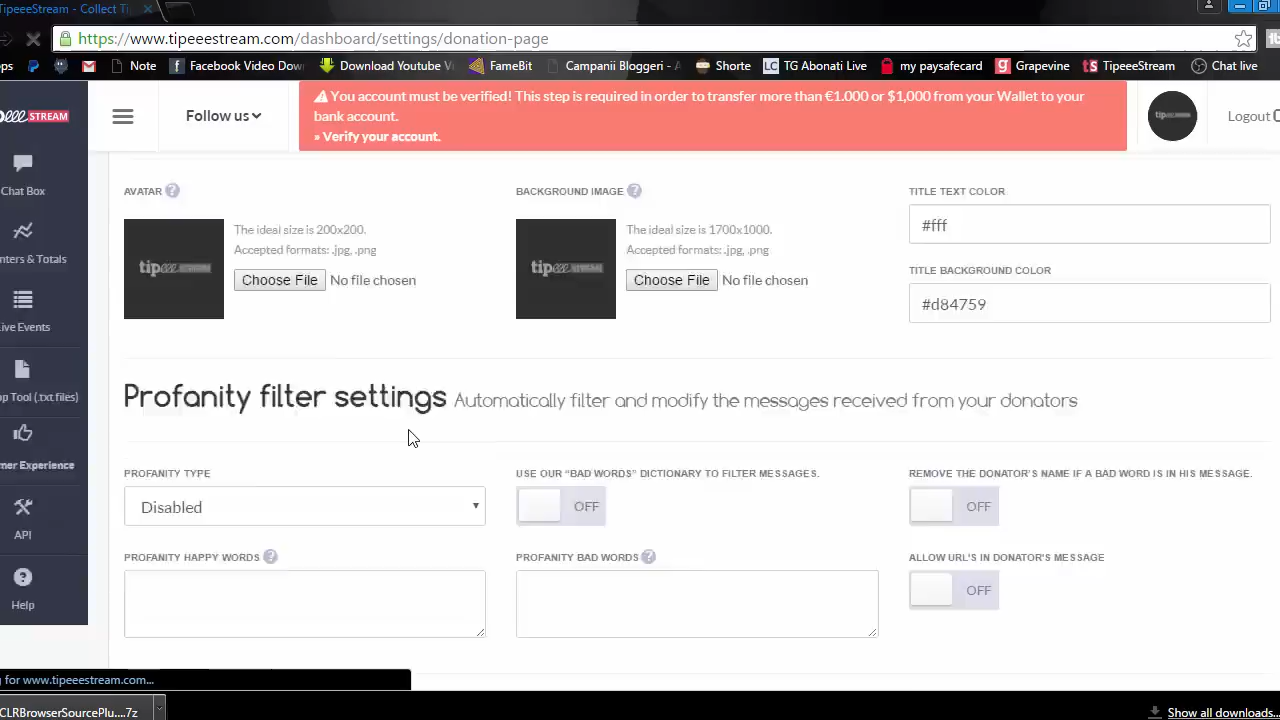 TipeeeStream - Collect Ti
https://www.tipeeestream.com/dashboard/settings/donation-page
Note
Facebook Video Dow
Download Youtube V
FameBit
Campanii Bloggeri - A
Shorte
TG Abonati Live
my paysafecard
Grapevine
TipeeeStream
Chat live
STREAM
Follow us
You account must be verified! This step is required in order to transfer more than €1.000 or $1,000 from your Wallet to your
bank account.
» Verify your account.
Logout
Chat Box
nters & Totals
ive Events
p Tool (.txt files)
mer Experience
API
Help
AVATAR ?
The ideal size is 200x200.
Accepted formats: .jpg, .png
Choose File No file chosen
BACKGROUND IMAGE ?
The ideal size is 1700x1000.
Accepted formats: .jpg, .png
Choose File No file chosen
TITLE TEXT COLOR
#fff
TITLE BACKGROUND COLOR
#d84759
Profanity filter settings Automatically filter and modify the messages received from your donators
PROFANITY TYPE
Disabled
USE OUR “BAD WORDS” DICTIONARY TO FILTER MESSAGES.
OFF
REMOVE THE DONATOR'S NAME IF A BAD WORD IS IN HIS MESSAGE.
OFF
PROFANITY HAPPY WORDS ?
PROFANITY BAD WORDS ?
ALLOW URL'S IN DONATOR'S MESSAGE
OFF
g for www.tipeeestream.com...
CLRBrowserSourcePlu....7z
Show all downloads...